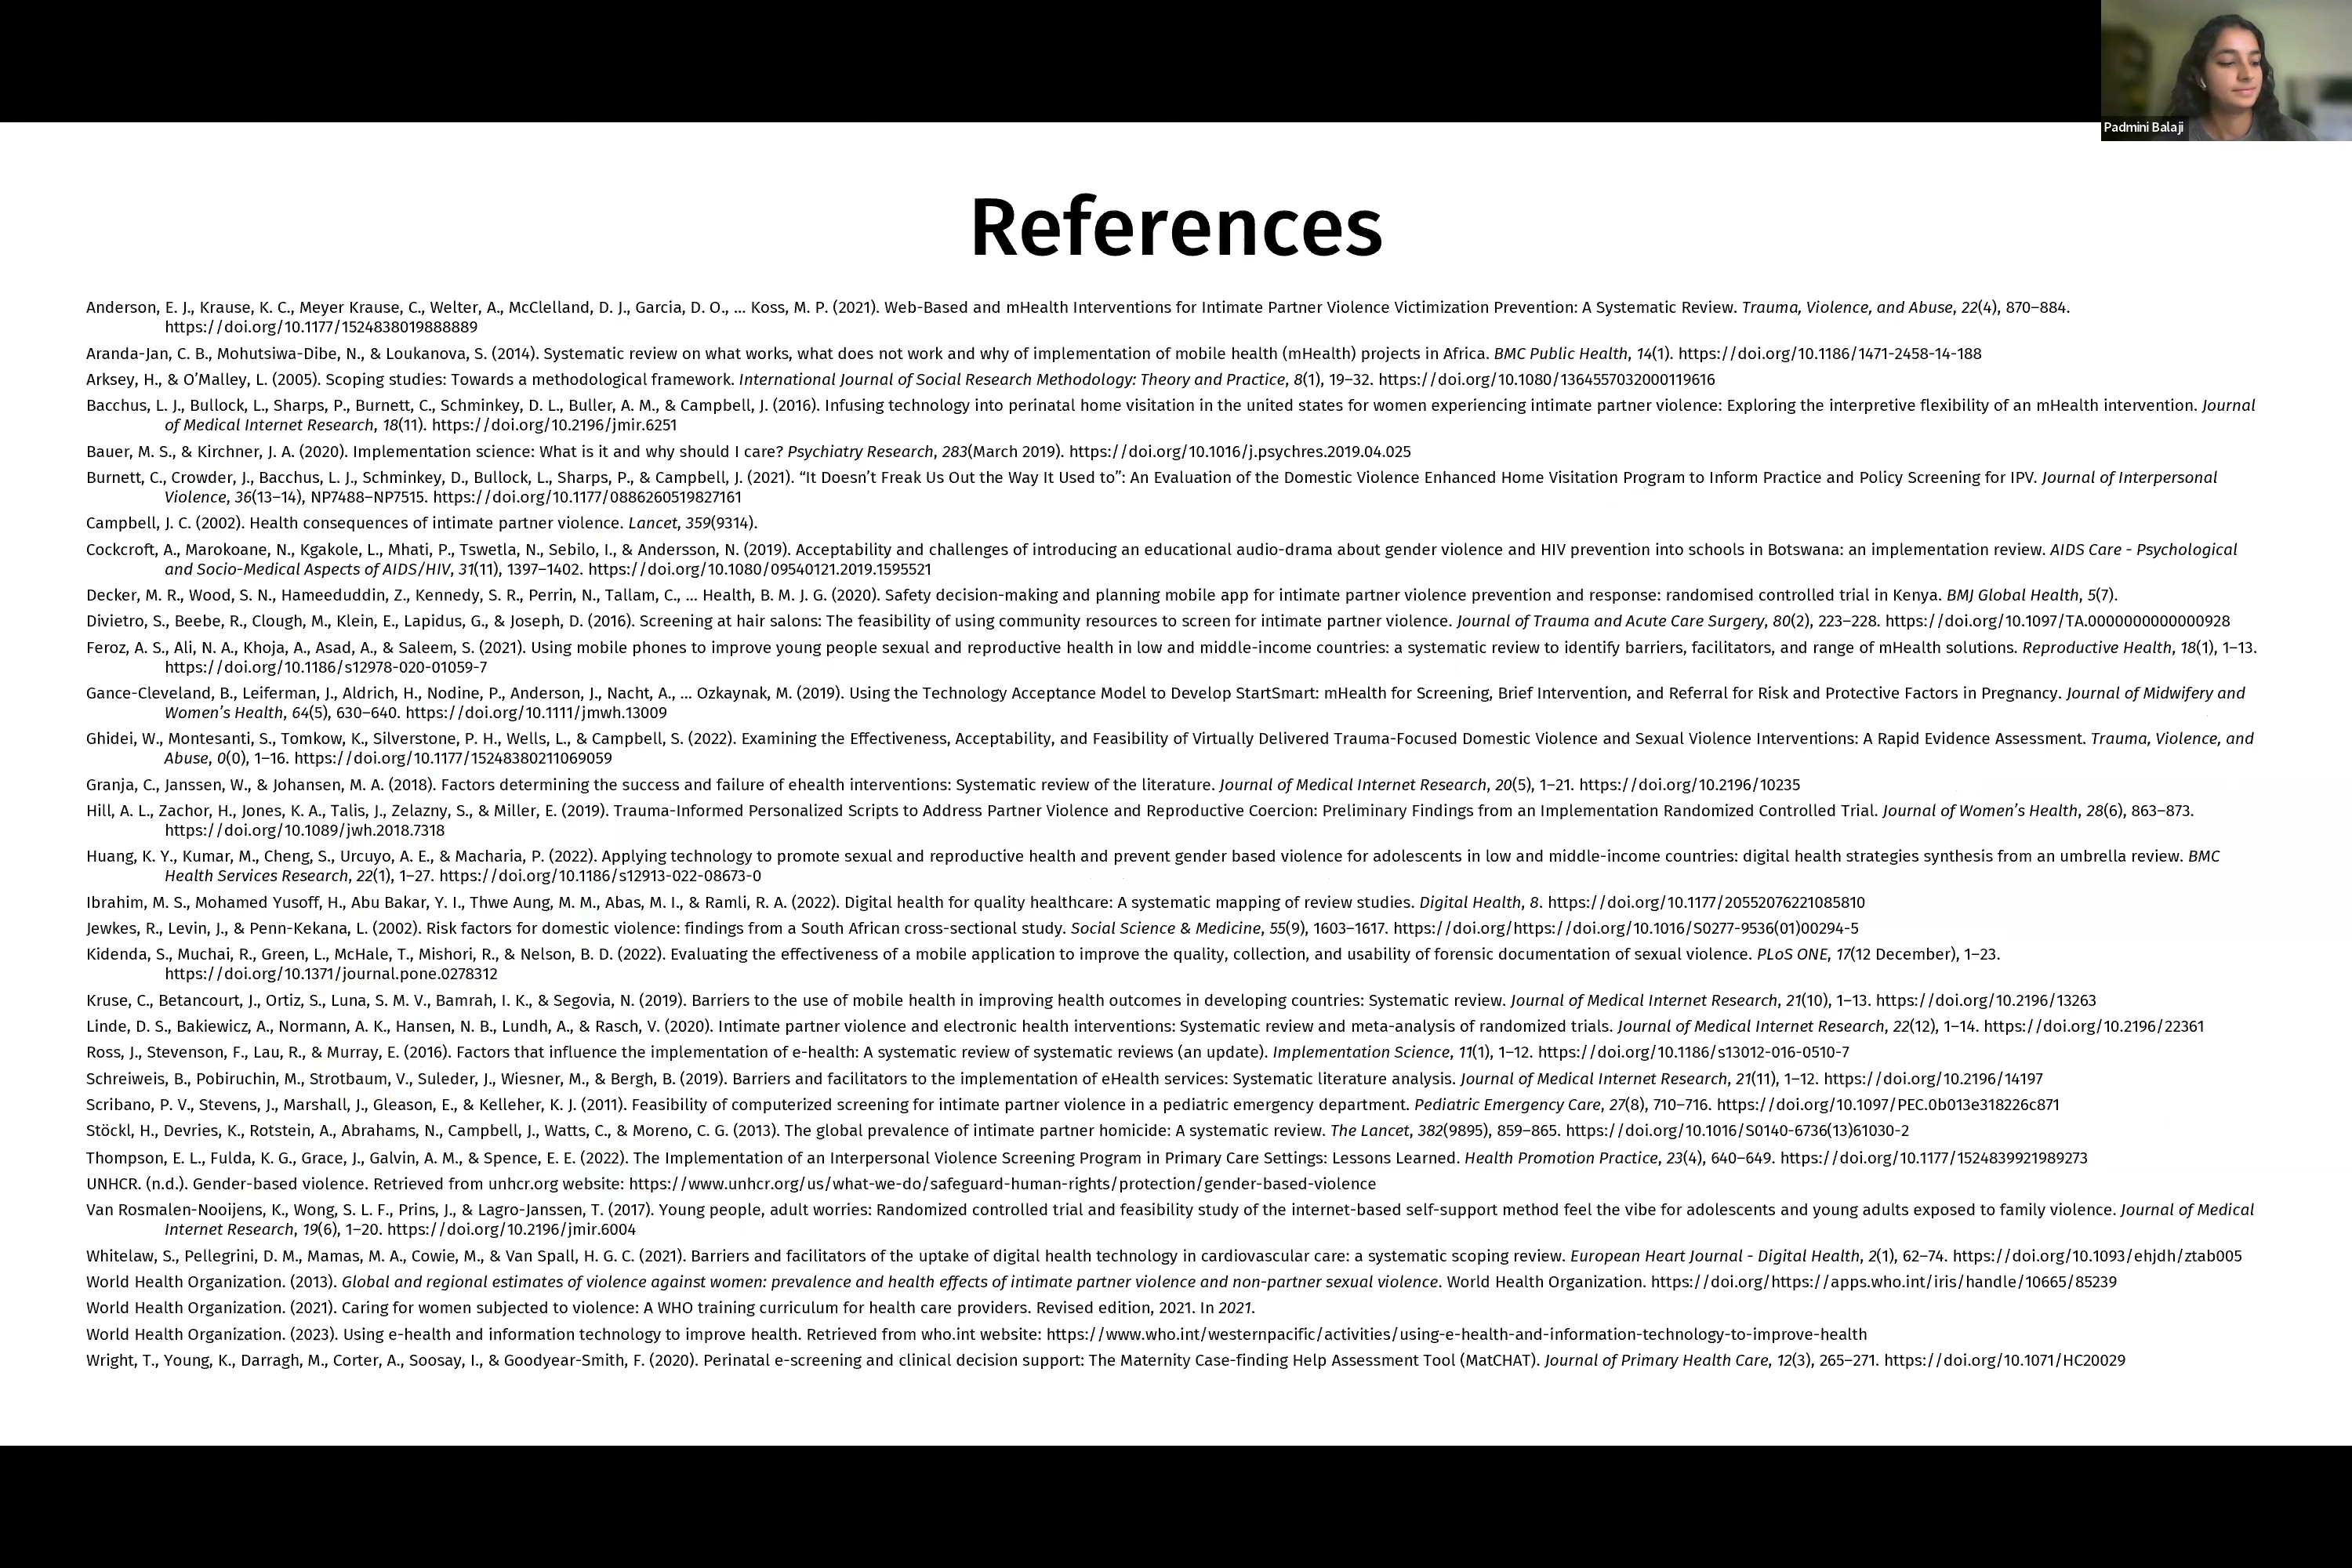 Padmini Balaji
References
Anderson, E. J., Krause, K. C., Meyer Krause, C., Welter, A., McClelland, D. J., Garcia, D. O., … Koss, M. P. (2021). Web-Based and mHealth Interventions for Intimate Partner Violence Victimization Prevention: A Systematic Review. Trauma, Violence, and Abuse, 22(4), 870–884.
https://doi.org/10.1177/1524838019888889
Aranda-Jan, C. B., Mohutsiwa-Dibe, N., & Loukanova, S. (2014). Systematic review on what works, what does not work and why of implementation of mobile health (mHealth) projects in Africa. BMC Public Health, 14(1). https://doi.org/10.1186/1471-2458-14-188
Arksey, H., & O’Malley, L. (2005). Scoping studies: Towards a methodological framework. International Journal of Social Research Methodology: Theory and Practice, 8(1), 19–32. https://doi.org/10.1080/1364557032000119616
Bacchus, L. J., Bullock, L., Sharps, P., Burnett, C., Schminkey, D. L., Buller, A. M., & Campbell, J. (2016). Infusing technology into perinatal home visitation in the united states for women experiencing intimate partner violence: Exploring the interpretive flexibility of an mHealth intervention. Journal
of Medical Internet Research, 18(11). https://doi.org/10.2196/jmir.6251
Bauer, M. S., & Kirchner, J. A. (2020). Implementation science: What is it and why should I care? Psychiatry Research, 283(March 2019). https://doi.org/10.1016/j.psychres.2019.04.025
Burnett, C., Crowder, J., Bacchus, L. J., Schminkey, D., Bullock, L., Sharps, P., & Campbell, J. (2021). “It Doesn’t Freak Us Out the Way It Used to”: An Evaluation of the Domestic Violence Enhanced Home Visitation Program to Inform Practice and Policy Screening for IPV. Journal of Interpersonal
Violence, 36(13–14), NP7488–NP7515. https://doi.org/10.1177/0886260519827161
Campbell, J. C. (2002). Health consequences of intimate partner violence. Lancet, 359(9314).
Cockcroft, A., Marokoane, N., Kgakole, L., Mhati, P., Tswetla, N., Sebilo, I., & Andersson, N. (2019). Acceptability and challenges of introducing an educational audio-drama about gender violence and HIV prevention into schools in Botswana: an implementation review. AIDS Care - Psychological
and Socio-Medical Aspects of AIDS/HIV, 31(11), 1397–1402. https://doi.org/10.1080/09540121.2019.1595521
Decker, M. R., Wood, S. N., Hameeduddin, Z., Kennedy, S. R., Perrin, N., Tallam, C., … Health, B. M. J. G. (2020). Safety decision-making and planning mobile app for intimate partner violence prevention and response: randomised controlled trial in Kenya. BMJ Global Health, 5(7).
Divietro, S., Beebe, R., Clough, M., Klein, E., Lapidus, G., & Joseph, D. (2016). Screening at hair salons: The feasibility of using community resources to screen for intimate partner violence. Journal of Trauma and Acute Care Surgery, 80(2), 223–228. https://doi.org/10.1097/TA.0000000000000928
Feroz, A. S., Ali, N. A., Khoja, A., Asad, A., & Saleem, S. (2021). Using mobile phones to improve young people sexual and reproductive health in low and middle-income countries: a systematic review to identify barriers, facilitators, and range of mHealth solutions. Reproductive Health, 18(1), 1–13.
https://doi.org/10.1186/s12978-020-01059-7
Gance-Cleveland, B., Leiferman, J., Aldrich, H., Nodine, P., Anderson, J., Nacht, A., … Ozkaynak, M. (2019). Using the Technology Acceptance Model to Develop StartSmart: mHealth for Screening, Brief Intervention, and Referral for Risk and Protective Factors in Pregnancy. Journal of Midwifery and
Women’s Health, 64(5), 630–640. https://doi.org/10.1111/jmwh.13009
Ghidei, W., Montesanti, S., Tomkow, K., Silverstone, P. H., Wells, L., & Campbell, S. (2022). Examining the Effectiveness, Acceptability, and Feasibility of Virtually Delivered Trauma-Focused Domestic Violence and Sexual Violence Interventions: A Rapid Evidence Assessment. Trauma, Violence, and
Abuse, 0(0), 1–16. https://doi.org/10.1177/15248380211069059
Granja, C., Janssen, W., & Johansen, M. A. (2018). Factors determining the success and failure of ehealth interventions: Systematic review of the literature. Journal of Medical Internet Research, 20(5), 1–21. https://doi.org/10.2196/10235
Hill, A. L., Zachor, H., Jones, K. A., Talis, J., Zelazny, S., & Miller, E. (2019). Trauma-Informed Personalized Scripts to Address Partner Violence and Reproductive Coercion: Preliminary Findings from an Implementation Randomized Controlled Trial. Journal of Women’s Health, 28(6), 863–873.
https://doi.org/10.1089/jwh.2018.7318
Huang, K. Y., Kumar, M., Cheng, S., Urcuyo, A. E., & Macharia, P. (2022). Applying technology to promote sexual and reproductive health and prevent gender based violence for adolescents in low and middle-income countries: digital health strategies synthesis from an umbrella review. BMC
Health Services Research, 22(1), 1–27. https://doi.org/10.1186/s12913-022-08673-0
Ibrahim, M. S., Mohamed Yusoff, H., Abu Bakar, Y. I., Thwe Aung, M. M., Abas, M. I., & Ramli, R. A. (2022). Digital health for quality healthcare: A systematic mapping of review studies. Digital Health, 8. https://doi.org/10.1177/20552076221085810
Jewkes, R., Levin, J., & Penn-Kekana, L. (2002). Risk factors for domestic violence: findings from a South African cross-sectional study. Social Science & Medicine, 55(9), 1603–1617. https://doi.org/https://doi.org/10.1016/S0277-9536(01)00294-5
Kidenda, S., Muchai, R., Green, L., McHale, T., Mishori, R., & Nelson, B. D. (2022). Evaluating the effectiveness of a mobile application to improve the quality, collection, and usability of forensic documentation of sexual violence. PLoS ONE, 17(12 December), 1–23.
https://doi.org/10.1371/journal.pone.0278312
Kruse, C., Betancourt, J., Ortiz, S., Luna, S. M. V., Bamrah, I. K., & Segovia, N. (2019). Barriers to the use of mobile health in improving health outcomes in developing countries: Systematic review. Journal of Medical Internet Research, 21(10), 1–13. https://doi.org/10.2196/13263
Linde, D. S., Bakiewicz, A., Normann, A. K., Hansen, N. B., Lundh, A., & Rasch, V. (2020). Intimate partner violence and electronic health interventions: Systematic review and meta-analysis of randomized trials. Journal of Medical Internet Research, 22(12), 1–14. https://doi.org/10.2196/22361
Ross, J., Stevenson, F., Lau, R., & Murray, E. (2016). Factors that influence the implementation of e-health: A systematic review of systematic reviews (an update). Implementation Science, 11(1), 1–12. https://doi.org/10.1186/s13012-016-0510-7
Schreiweis, B., Pobiruchin, M., Strotbaum, V., Suleder, J., Wiesner, M., & Bergh, B. (2019). Barriers and facilitators to the implementation of eHealth services: Systematic literature analysis. Journal of Medical Internet Research, 21(11), 1–12. https://doi.org/10.2196/14197
Scribano, P. V., Stevens, J., Marshall, J., Gleason, E., & Kelleher, K. J. (2011). Feasibility of computerized screening for intimate partner violence in a pediatric emergency department. Pediatric Emergency Care, 27(8), 710–716. https://doi.org/10.1097/PEC.0b013e318226c871
Stöckl, H., Devries, K., Rotstein, A., Abrahams, N., Campbell, J., Watts, C., & Moreno, C. G. (2013). The global prevalence of intimate partner homicide: A systematic review. The Lancet, 382(9895), 859–865. https://doi.org/10.1016/S0140-6736(13)61030-2
Thompson, E. L., Fulda, K. G., Grace, J., Galvin, A. M., & Spence, E. E. (2022). The Implementation of an Interpersonal Violence Screening Program in Primary Care Settings: Lessons Learned. Health Promotion Practice, 23(4), 640–649. https://doi.org/10.1177/1524839921989273
UNHCR. (n.d.). Gender-based violence. Retrieved from unhcr.org website: https://www.unhcr.org/us/what-we-do/safeguard-human-rights/protection/gender-based-violence
Van Rosmalen-Nooijens, K., Wong, S. L. F., Prins, J., & Lagro-Janssen, T. (2017). Young people, adult worries: Randomized controlled trial and feasibility study of the internet-based self-support method feel the vibe for adolescents and young adults exposed to family violence. Journal of Medical
Internet Research, 19(6), 1–20. https://doi.org/10.2196/jmir.6004
Whitelaw, S., Pellegrini, D. M., Mamas, M. A., Cowie, M., & Van Spall, H. G. C. (2021). Barriers and facilitators of the uptake of digital health technology in cardiovascular care: a systematic scoping review. European Heart Journal - Digital Health, 2(1), 62–74. https://doi.org/10.1093/ehjdh/ztab005
World Health Organization. (2013). Global and regional estimates of violence against women: prevalence and health effects of intimate partner violence and non-partner sexual violence. World Health Organization. https://doi.org/https://apps.who.int/iris/handle/10665/85239
World Health Organization. (2021). Caring for women subjected to violence: A WHO training curriculum for health care providers. Revised edition, 2021. In 2021.
World Health Organization. (2023). Using e-health and information technology to improve health. Retrieved from who.int website: https://www.who.int/westernpacific/activities/using-e-health-and-information-technology-to-improve-health
Wright, T., Young, K., Darragh, M., Corter, A., Soosay, I., & Goodyear-Smith, F. (2020). Perinatal e-screening and clinical decision support: The Maternity Case-finding Help Assessment Tool (MatCHAT). Journal of Primary Health Care, 12(3), 265–271. https://doi.org/10.1071/HC20029